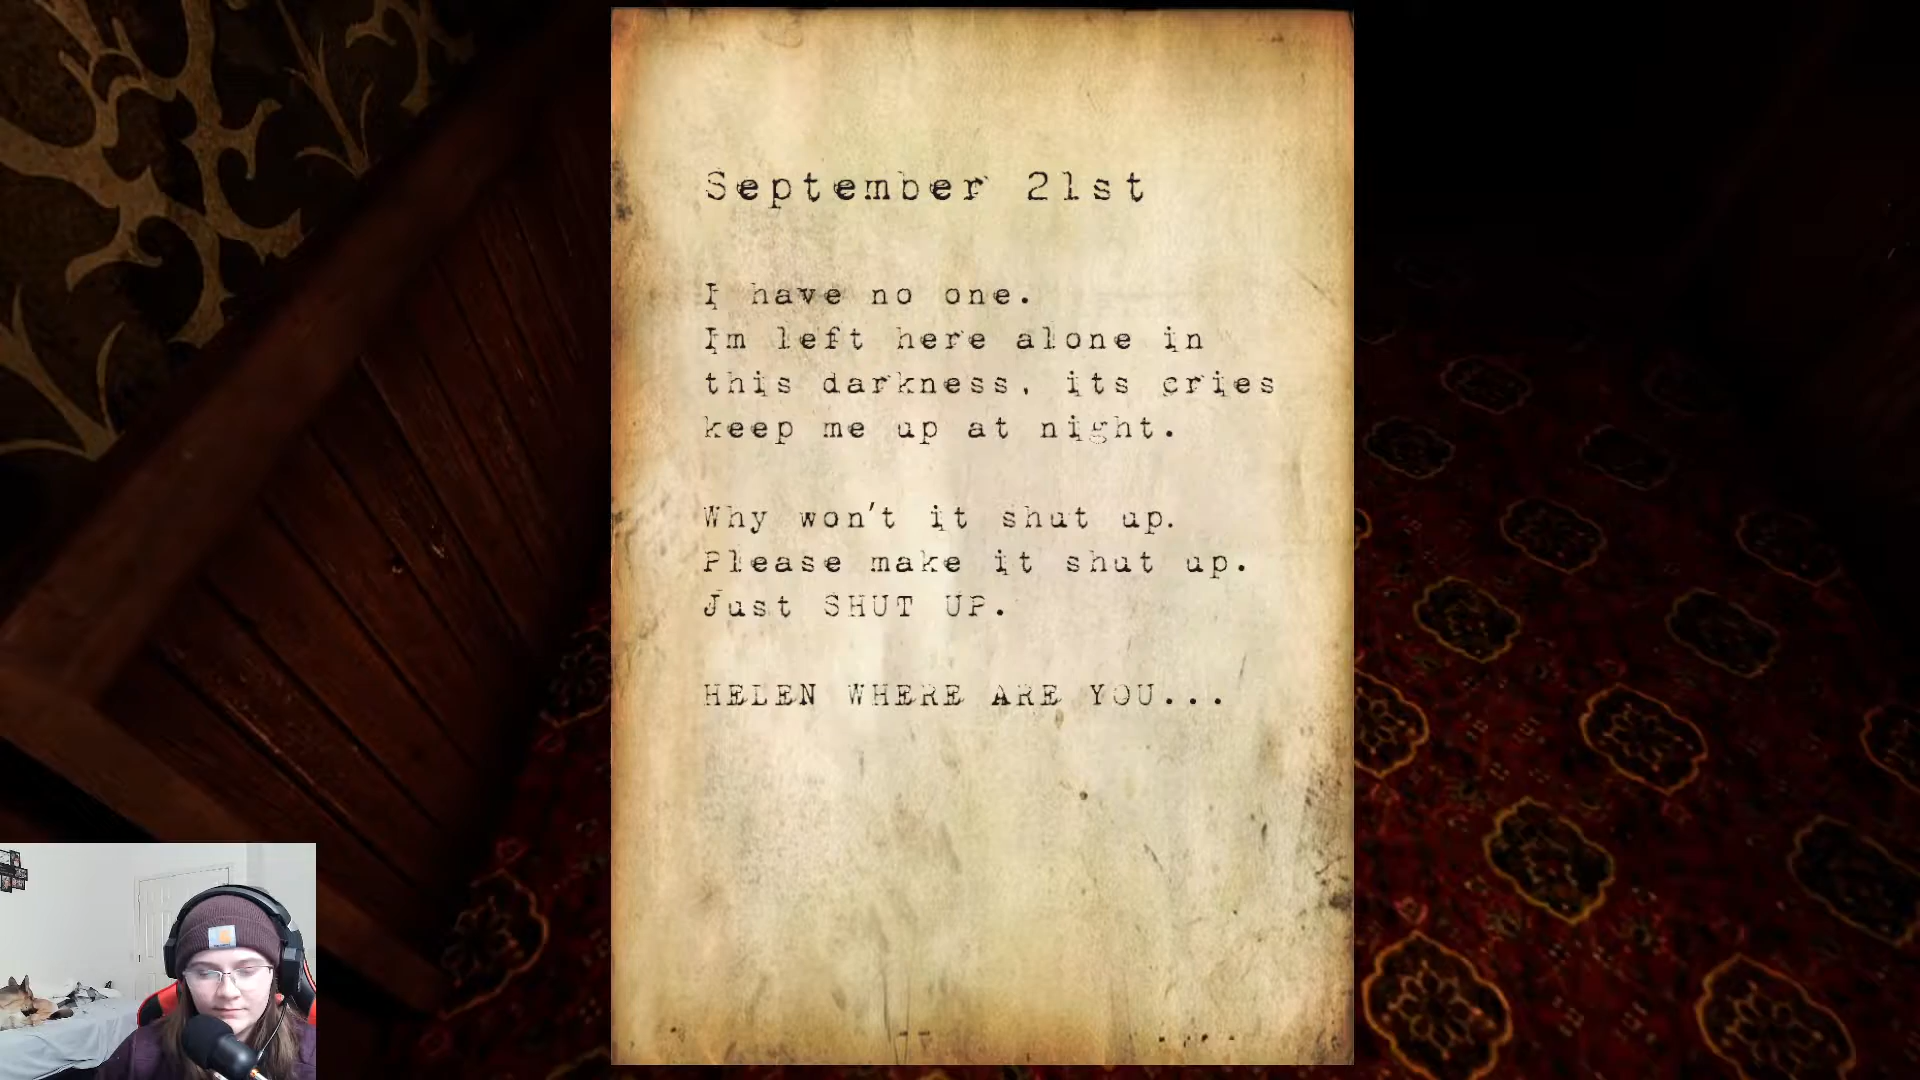 September 21st
I have no one.
Im left here alone in
this darkness, its cries
keep me up at night.
Why won't it shut up.
Please make it shut up.
Just SHUT UP.
HELEN WHERE ARE YOU...